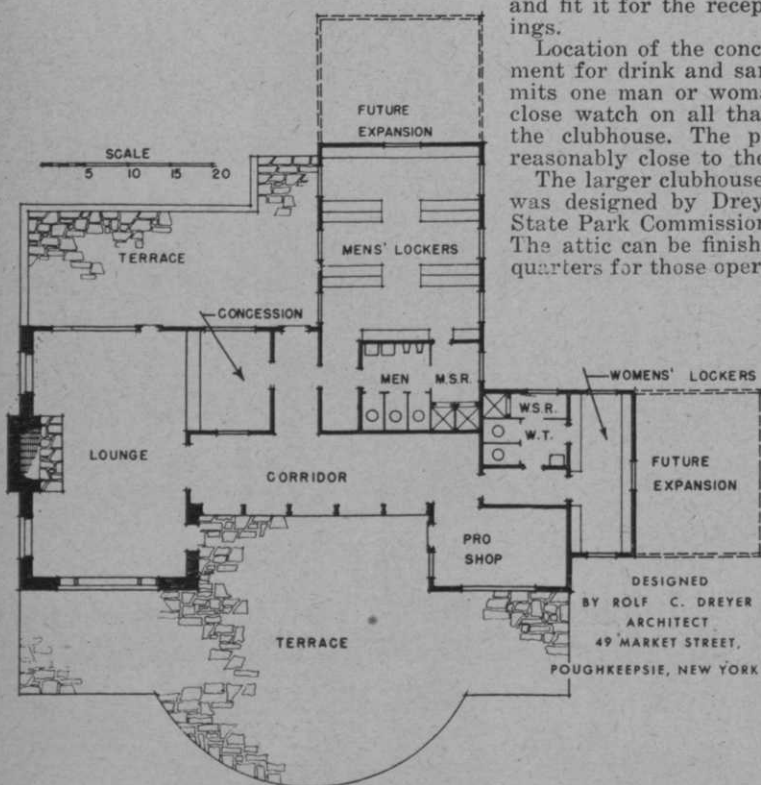 and fit it for the recep
ings.
Location of the conc
ment for drink and sa
mits one man or wom
close watch on all tha
the clubhouse. The p
reasonably close to the
The larger clubhouse
was designed by Drey
State Park Commission
The attic can be finish
quarters for those oper
FUTURE
EXPANSION
SCALE
5 10 15 20
TERRACE
MENS' LOCKERS
CONCESSION
MEN
M.S.R.
WOMENS' LOCKERS
W.S.R.
W.T.
LOUNGE
CORRIDOR
FUTURE
EXPANSION
PRO
SHOP
TERRACE
DESIGNED
BY ROLF C. DREYER
ARCHITECT
49 MARKET STREET,
POUGHKEEPSIE, NEW YORK